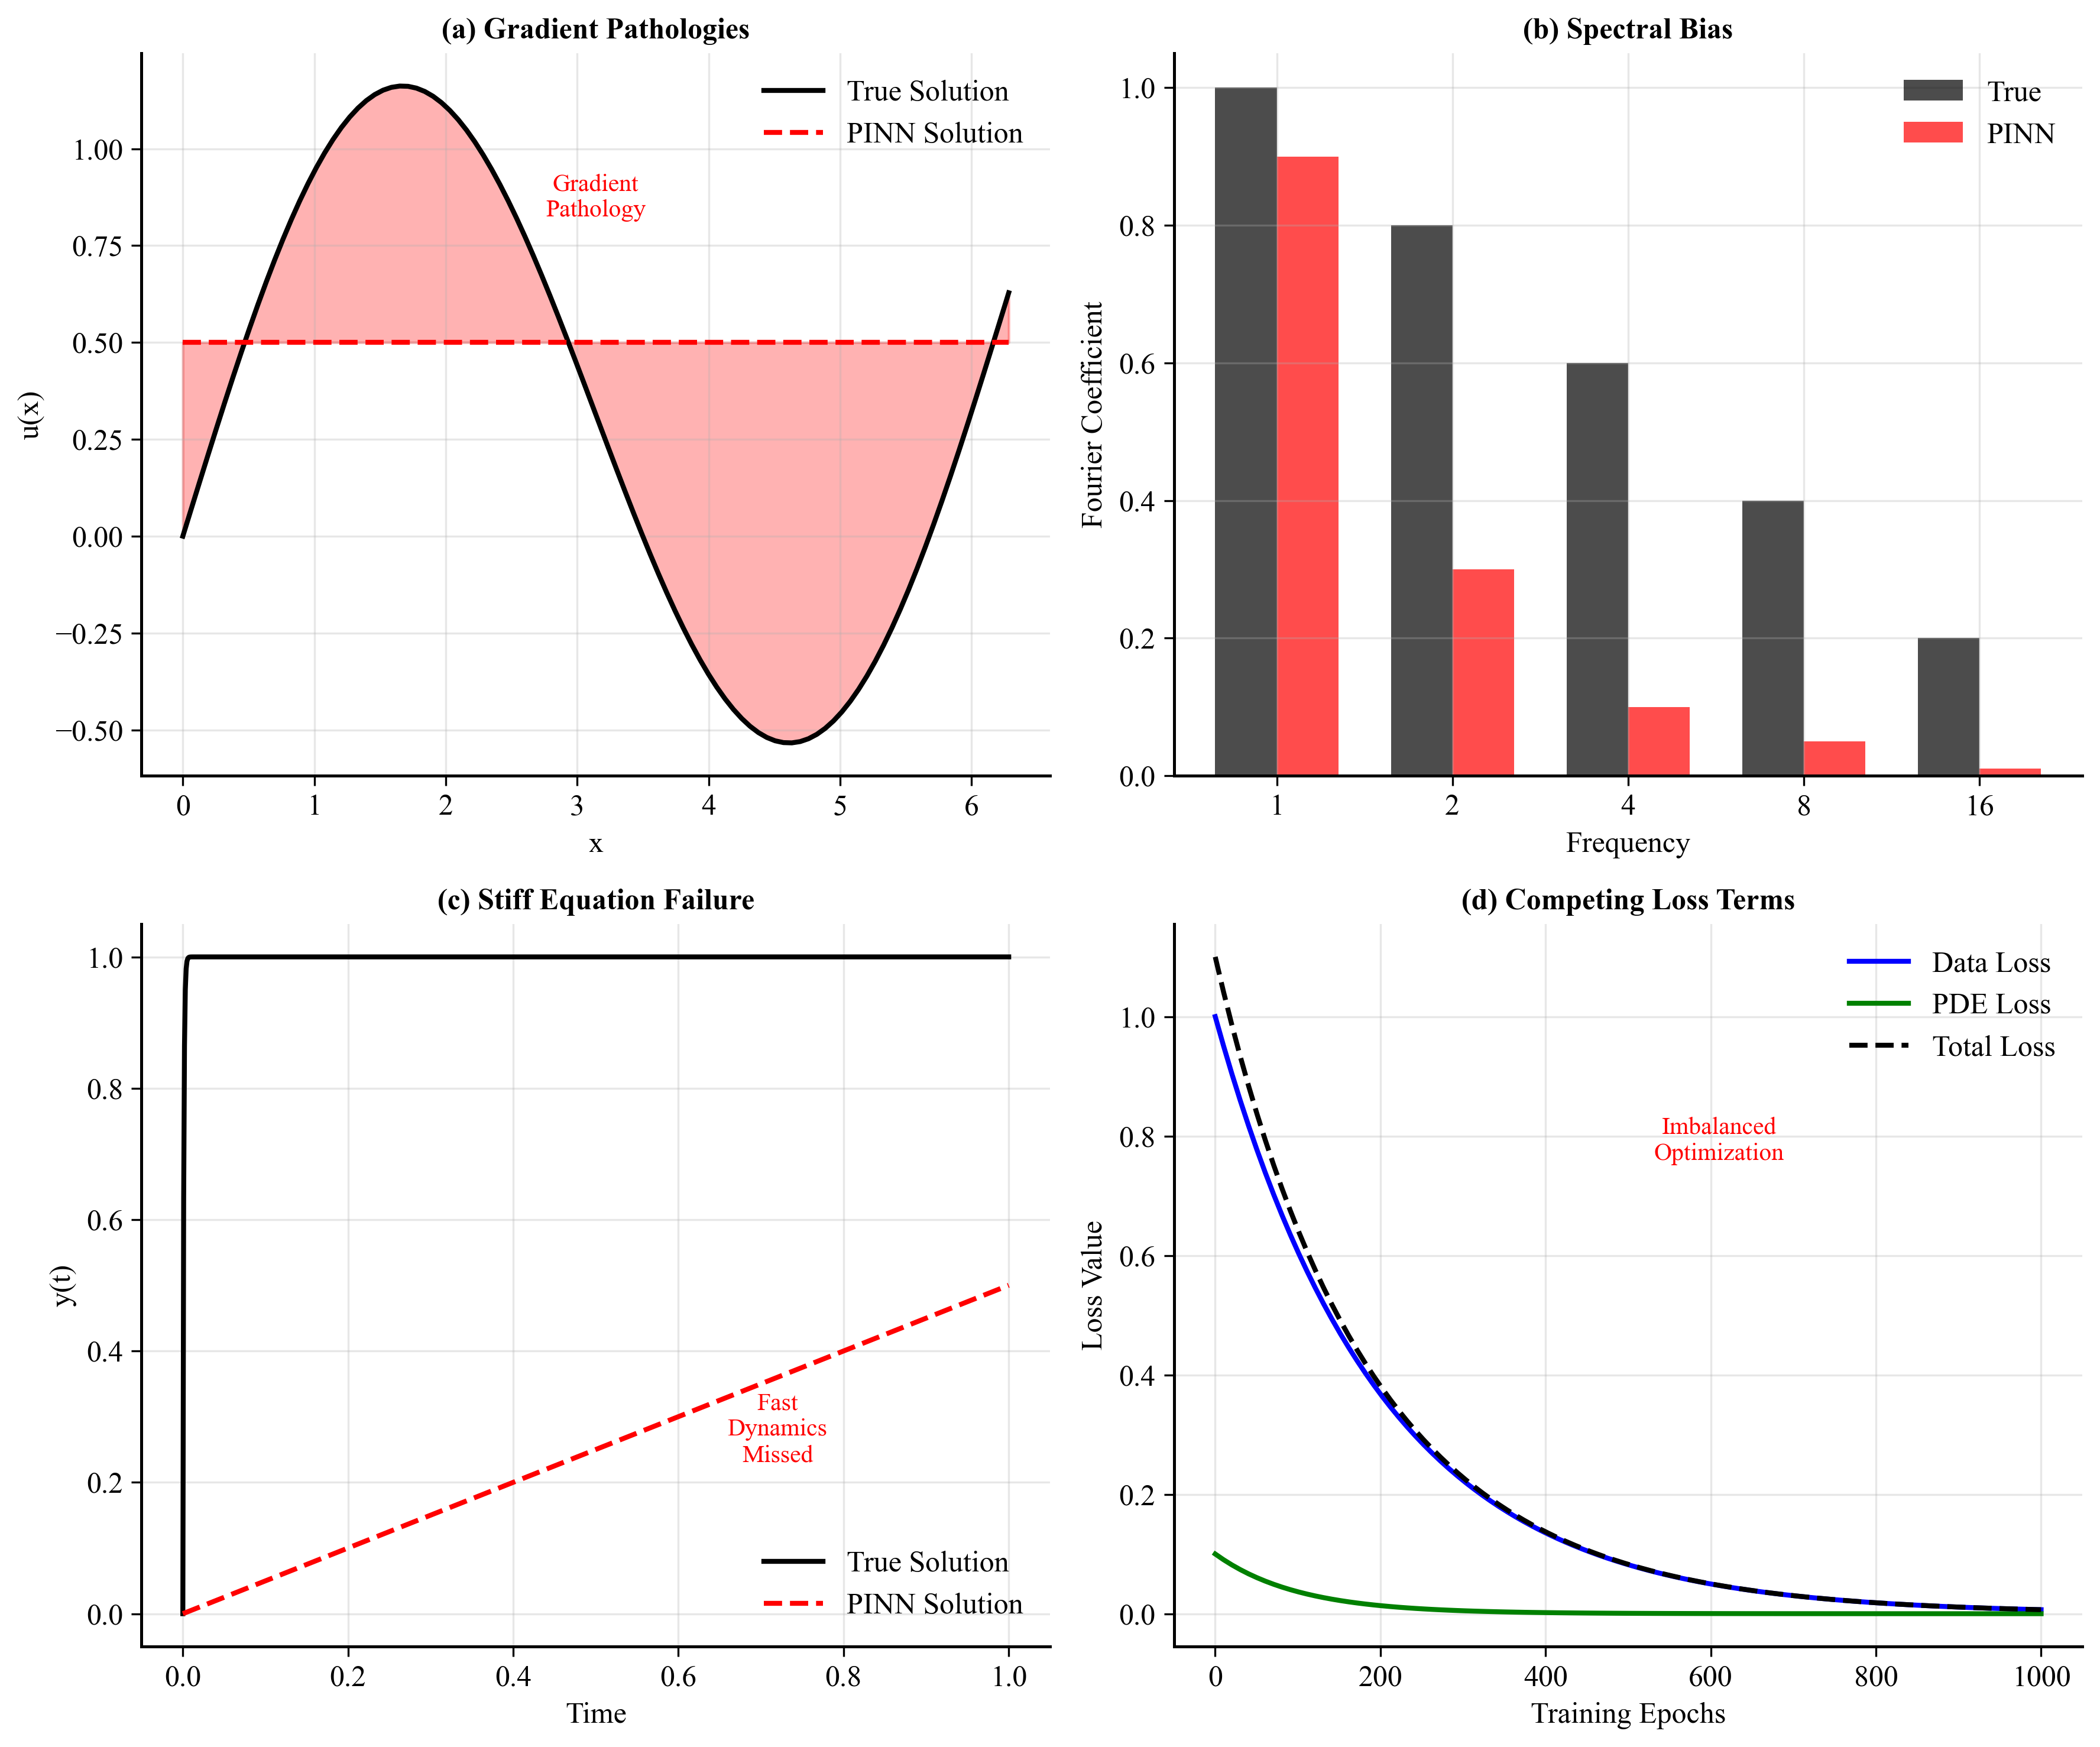 (a) Gradient Pathologies
True Solution
PINN Solution
Gradient
Pathology
u(x)
1.00
0.75
0.50
0.25
0.00
−0.25
−0.50
0 1 2 3 4 5 6
x
(b) Spectral Bias
True
PINN
Fourier Coefficient
1.0
0.8
0.6
0.4
0.2
0.0
1 2 4 8 16
Frequency
(c) Stiff Equation Failure
y(t)
1.0
0.8
0.6
0.4
0.2
0.0
Fast
Dynamics
Missed
True Solution
PINN Solution
0.0 0.2 0.4 0.6 0.8 1.0
Time
(d) Competing Loss Terms
Data Loss
PDE Loss
Total Loss
Imbalanced
Optimization
Loss Value
1.0
0.8
0.6
0.4
0.2
0.0
0 200 400 600 800 1000
Training Epochs